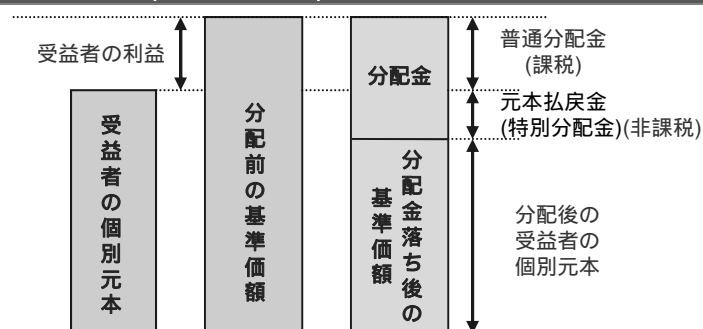 受益者の利益
受益者の個別元本
分配前の基準価額
分配金
分配金落ち後の
基準価額
普通分配金
(課税)
元本払戻金
(特別分配金)(非課税)
分配後の
受益者の
個別元本